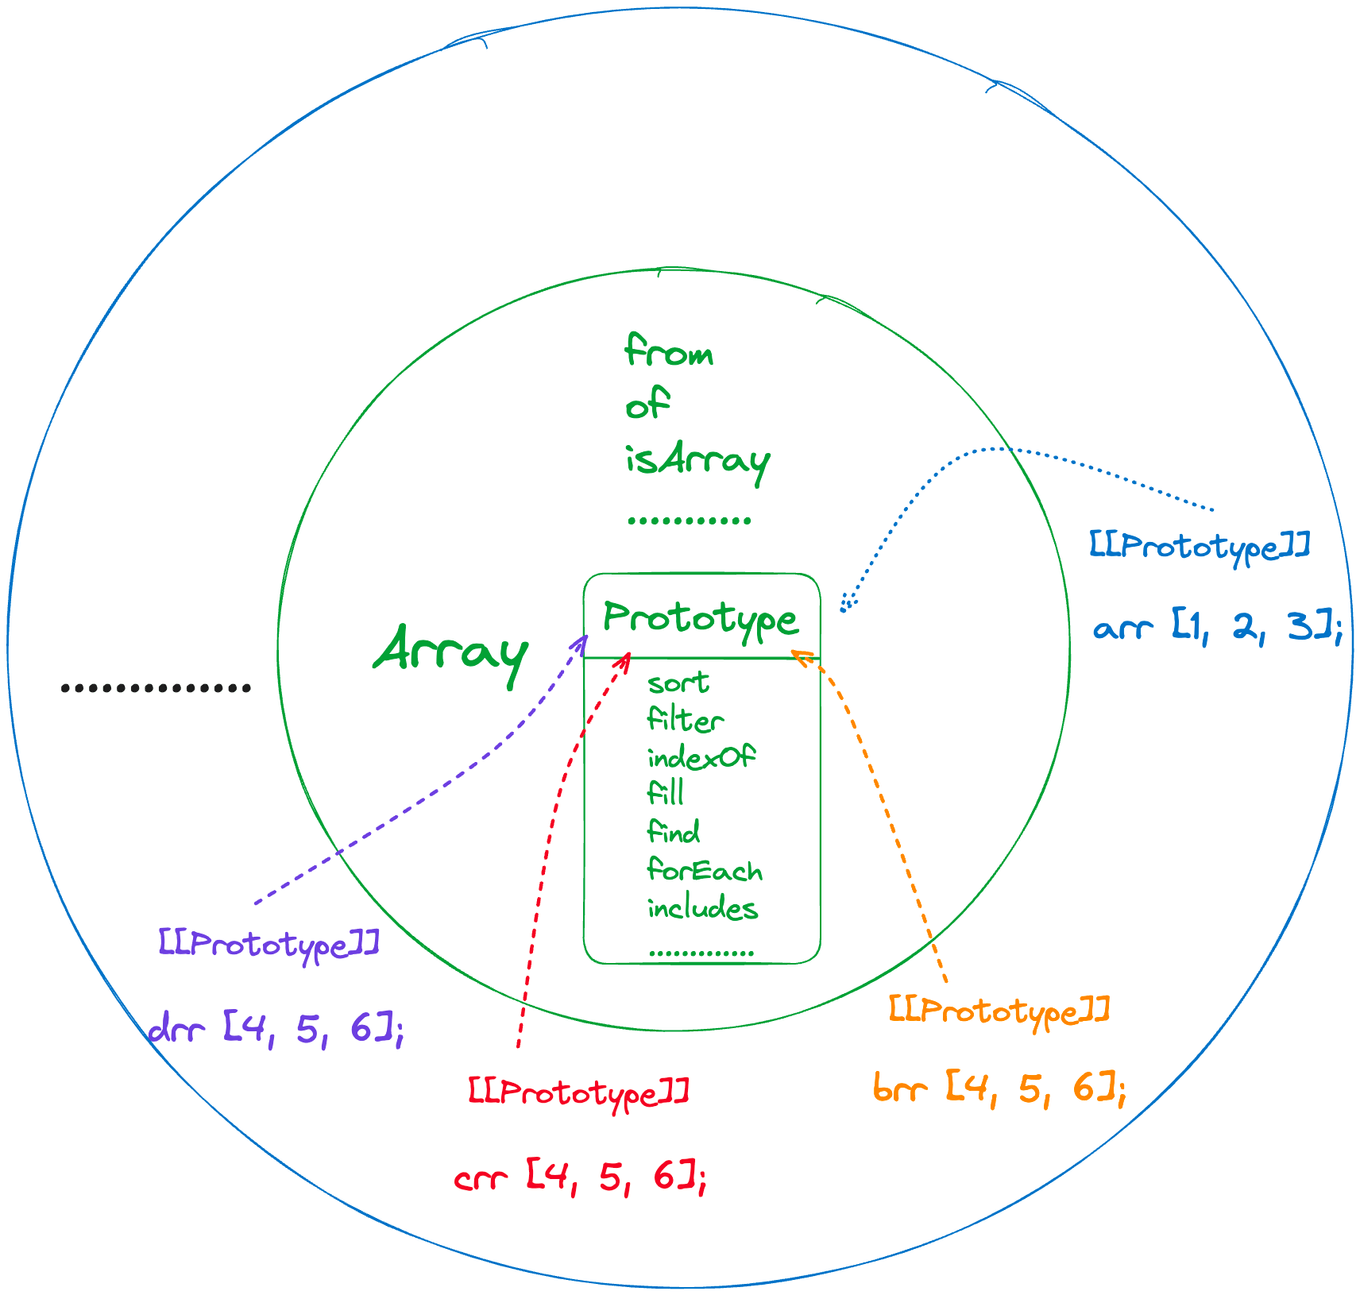 from
of
isArray
...........
Array
Prototype
sort
filter
indexOf
fill
find
forEach
includes
.............
..............
[[Prototype]]
arr [1, 2, 3];
[[Prototype]]
drr [4, 5, 6];
[[Prototype]]
crr [4, 5, 6];
[[Prototype]]
brr [4, 5, 6];